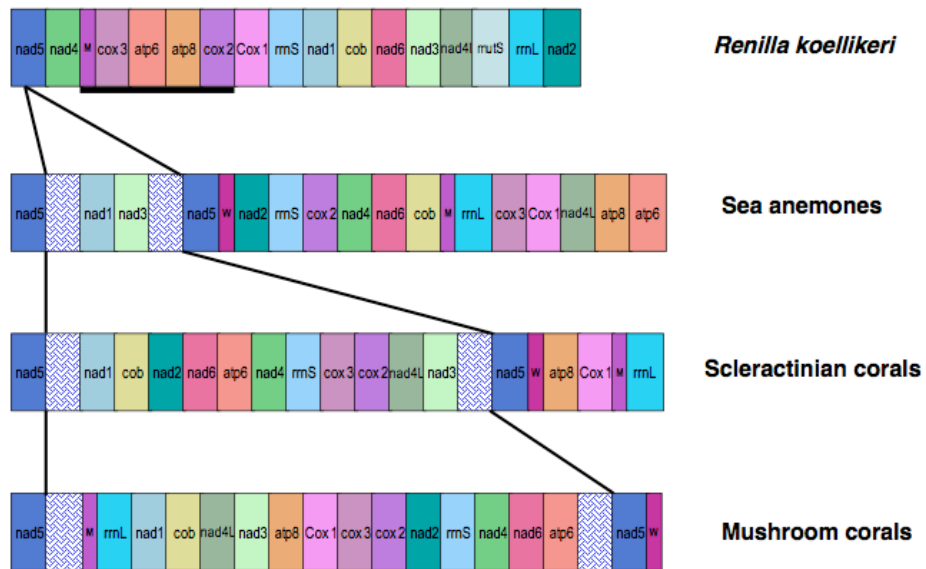 nad5 nad4 M cox3 atp6 atp8 cox2 Cox1 rrnS nad1 cob nad6 nad3 nad4l mutS rrnL nad2 Renilla koellikeri
nad5 nad1 nad3 nad5 W nad2 rrnS cox2 nad4 nad6 cob M rrnL cox3 Cox1 nad4L atp8 atp6 Sea anemones
nad5 nad1 cob nad2 nad6 atp6 nad4 rrnS cox3 cox2 nad4L nad3 nad5 W atp8 Cox1 M rrnL Scleractinian corals
nad5 M rrnL nad1 cob nad4L nad3 atp8 Cox1 cox3 cox2 nad2 rrnS nad4 nad6 atp6 nad5 W Mushroom corals